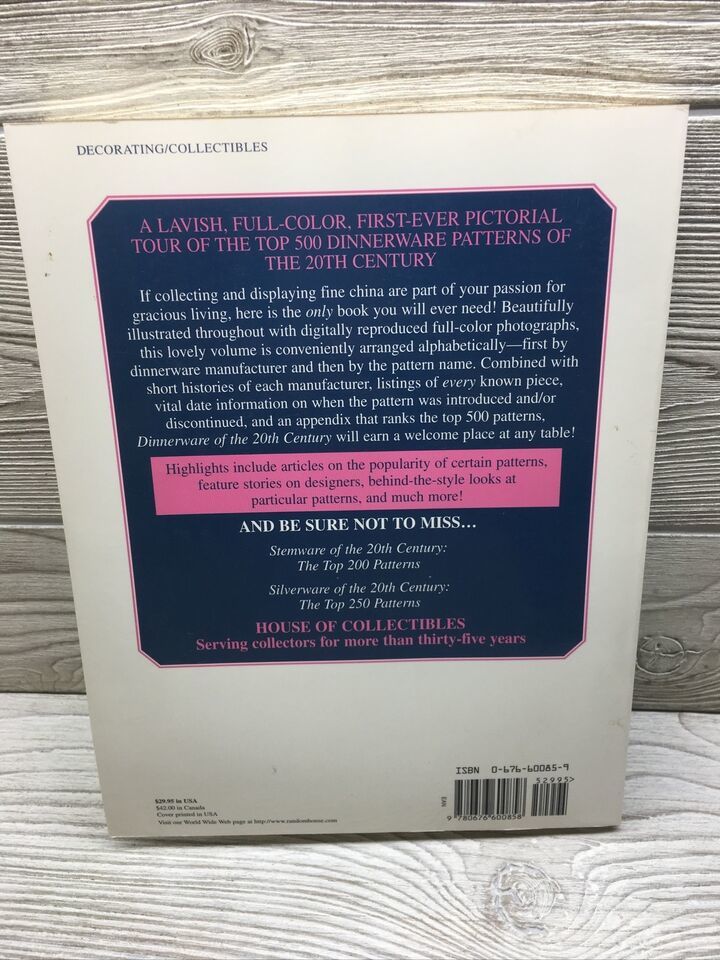 DECORATING/COLLECTIBLES
A LAVISH, FULL-COLOR, FIRST-EVER PICTORIAL
TOUR OF THE TOP 500 DINNERWARE PATTERNS OF
THE 20TH CENTURY
If collecting and displaying fine china are part of your passion for
gracious living, here is the only book you will ever need! Beautifully
illustrated throughout with digitally reproduced full-color photographs,
this lovely volume is conveniently arranged alphabetically—first by
dinnerware manufacturer and then by the pattern name. Combined with
short histories of each manufacturer, listings of every known piece,
vital date information on when the pattern was introduced and/or
discontinued, and an appendix that ranks the top 500 patterns,
Dinnerware of the 20th Century will earn a welcome place at any table!
Highlights include articles on the popularity of certain patterns,
feature stories on designers, behind-the-style looks at
particular patterns, and much more!
AND BE SURE NOT TO MISS...
Stemware of the 20th Century:
The Top 200 Patterns
Silverware of the 20th Century:
The Top 250 Patterns
HOUSE OF COLLECTIBLES
Serving collectors for more than thirty-five years
$29.95 in USA
$42.00 in Canada
Cover printed in USA
Visit our World Wide Web page at http://www.randomhouse.com
ISBN 0-676-60085-9
52995>
EAN
9 780676 600858